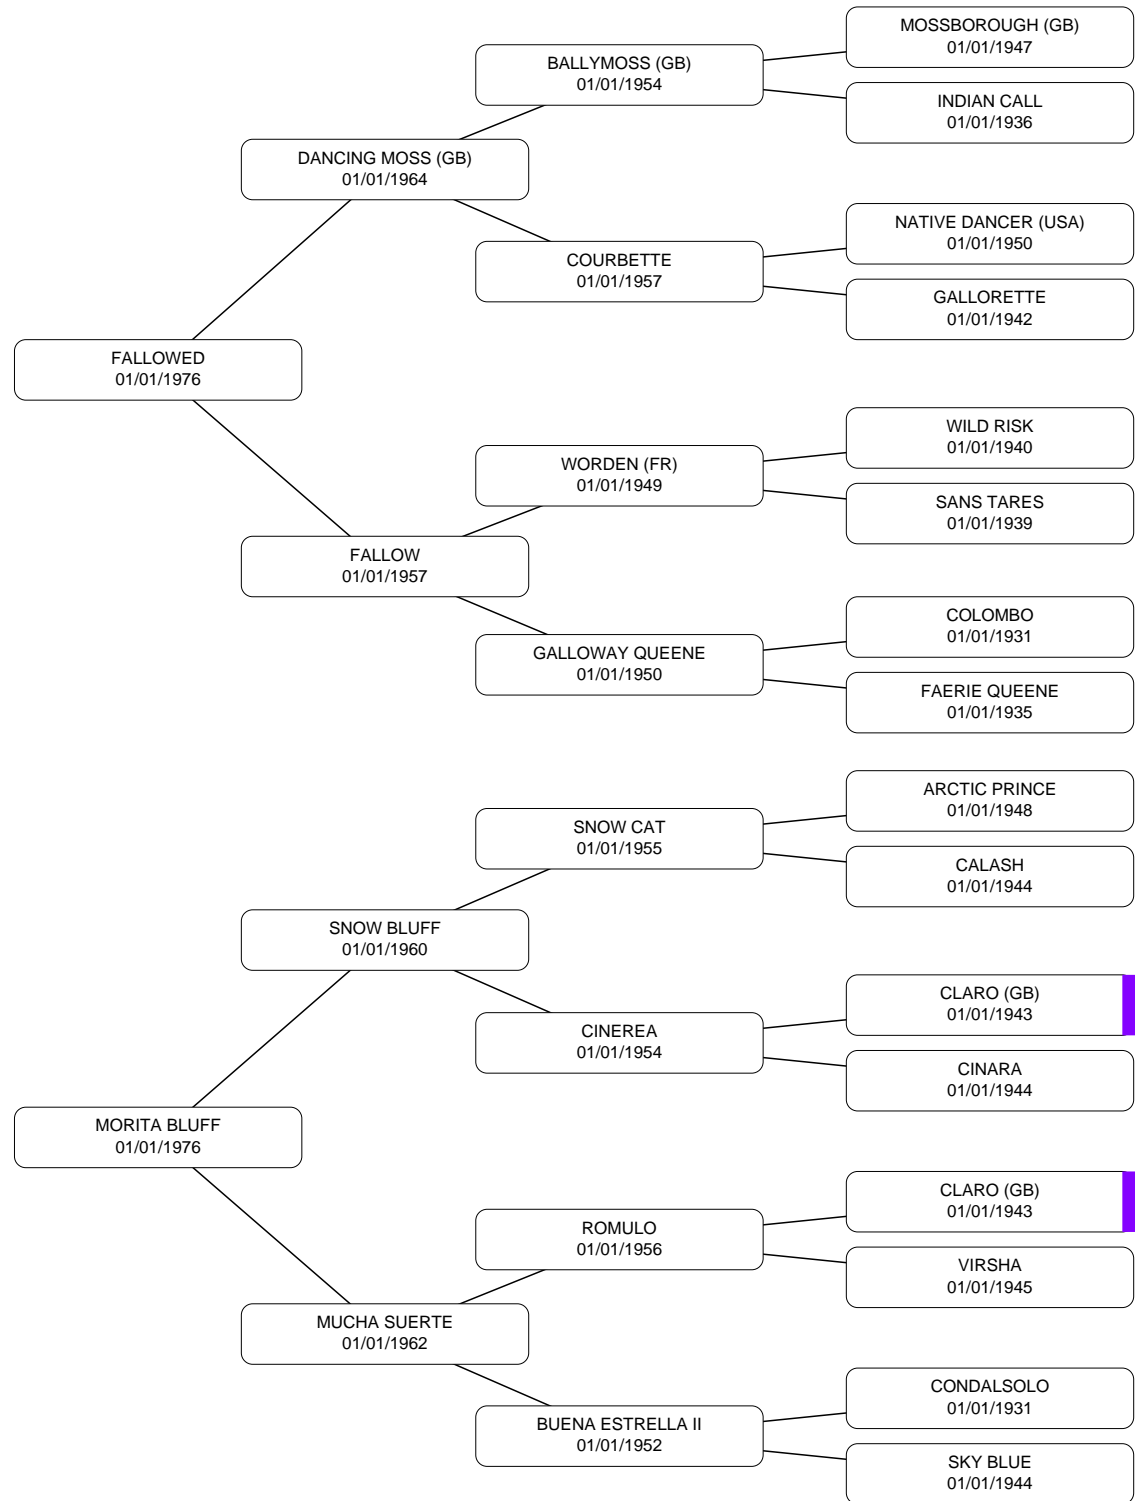 MOSSBOROUGH (GB)
01/01/1947
BALLYMOSS (GB)
01/01/1954
INDIAN CALL
01/01/1936
DANCING MOSS (GB)
01/01/1964
NATIVE DANCER (USA)
01/01/1950
COURBETTE
01/01/1957
GALLORETTE
01/01/1942
FALLOWED
01/01/1976
WILD RISK
01/01/1940
WORDEN (FR)
01/01/1949
SANS TARES
01/01/1939
FALLOW
01/01/1957
COLOMBO
01/01/1931
GALLOWAY QUEENE
01/01/1950
FAERIE QUEENE
01/01/1935
ARCTIC PRINCE
01/01/1948
SNOW CAT
01/01/1955
CALASH
01/01/1944
SNOW BLUFF
01/01/1960
CLARO (GB)
01/01/1943
CINEREA
01/01/1954
CINARA
01/01/1944
MORITA BLUFF
01/01/1976
CLARO (GB)
01/01/1943
ROMULO
01/01/1956
VIRSHA
01/01/1945
MUCHA SUERTE
01/01/1962
CONDALSOLO
01/01/1931
BUENA ESTRELLA II
01/01/1952
SKY BLUE
01/01/1944